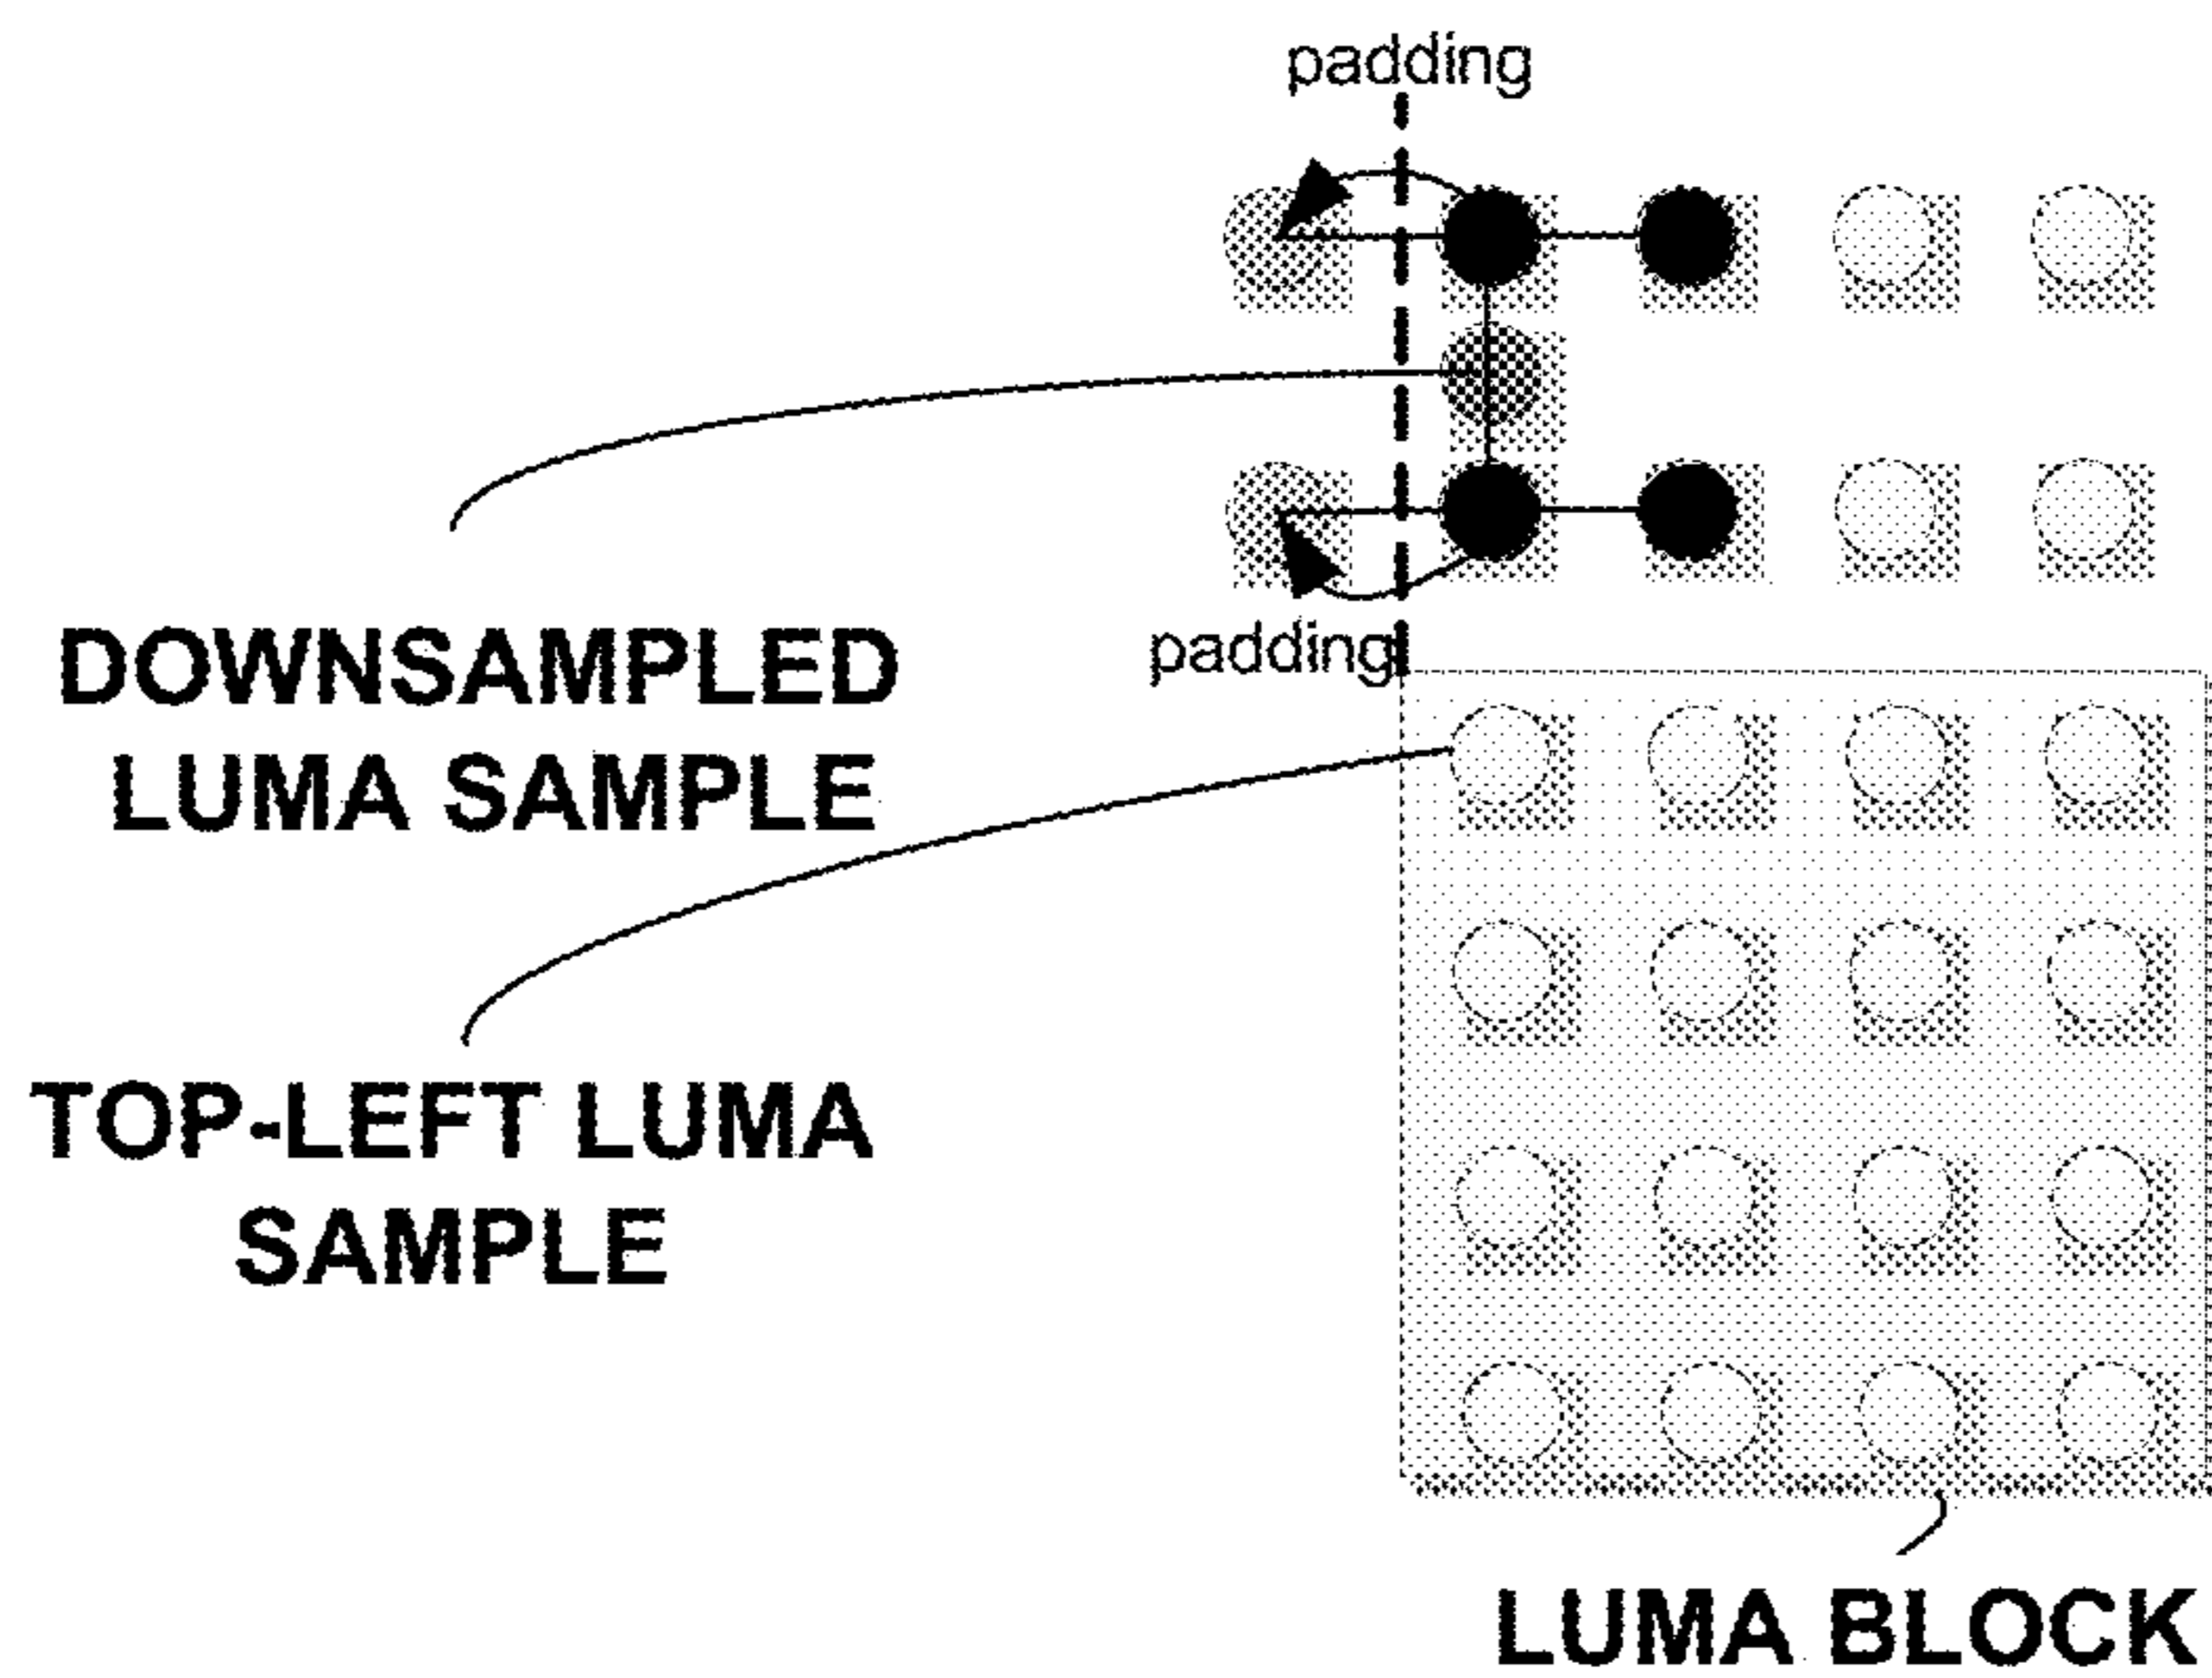 padding
padding
DOWNSAMPLED
LUMA SAMPLE
TOP-LEFT LUMA
SAMPLE
LUMA BLOCK